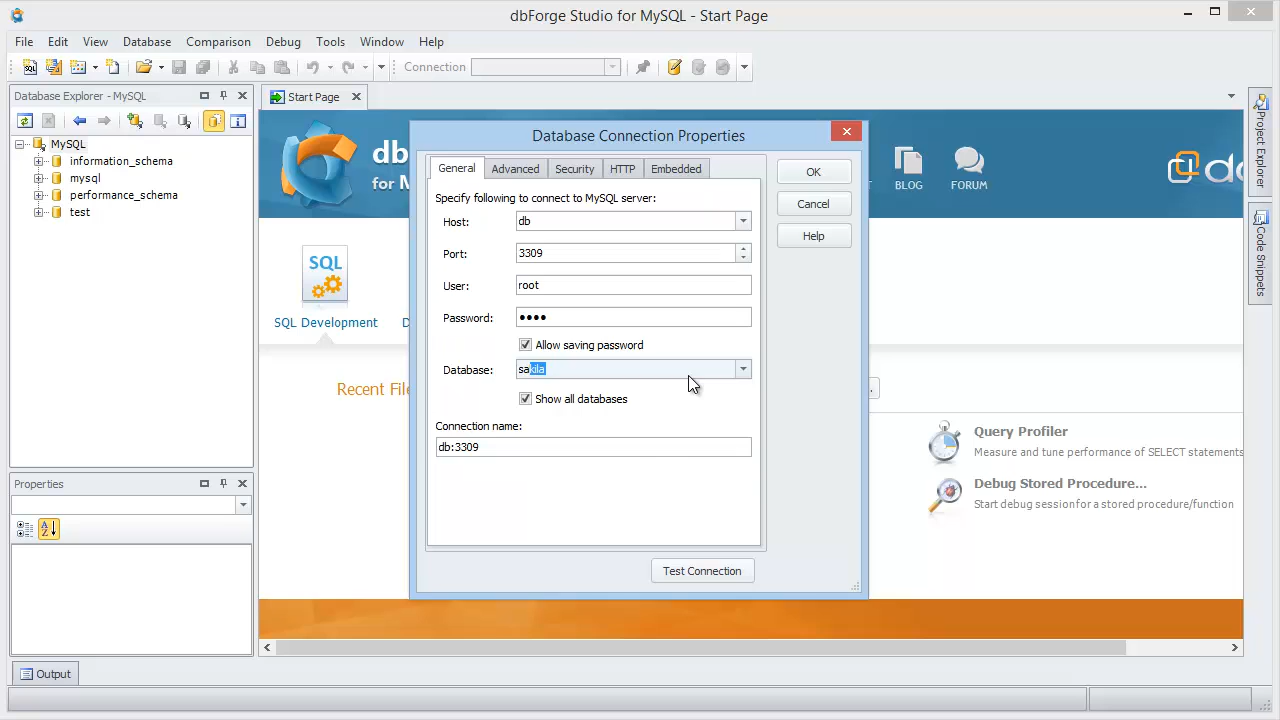 dbForge Studio for MySQL - Start Page
File Edit View Database Comparison Debug Tools Window Help
Connection
Database Explorer - MySQL
Start Page
MySQL
information_schema
mysql
performance_schema
test
Properties
Output
Project Explorer
Code Snippets
BLOG
FORUM
SQL
SQL Development
Query Profiler
Measure and tune performance of SELECT statements
Debug Stored Procedure...
Start debug session for a stored procedure/function
Database Connection Properties
General Advanced Security HTTP Embedded
Specify following to connect to MySQL server:
Host: db
Port: 3309
User: root
Password: ●●●●
Allow saving password
Database: sakila
Show all databases
Connection name:
db:3309
Test Connection
OK
Cancel
Help